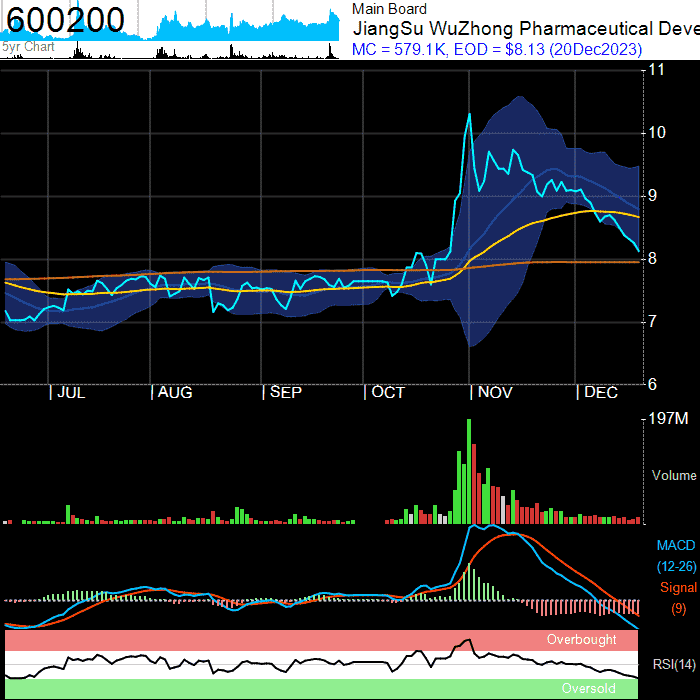 600200
5yr Chart
Main Board
JiangSu WuZhong Pharmaceutical Deve
MC = 579.1K, EOD = $8.13 (20Dec2023)
11
10
9
8
7
6
| JUL | AUG | SEP | OCT | NOV | DEC
197M
Volume
MACD
(12-26)
Signal
(9)
Overbought
RSI(14)
Oversold